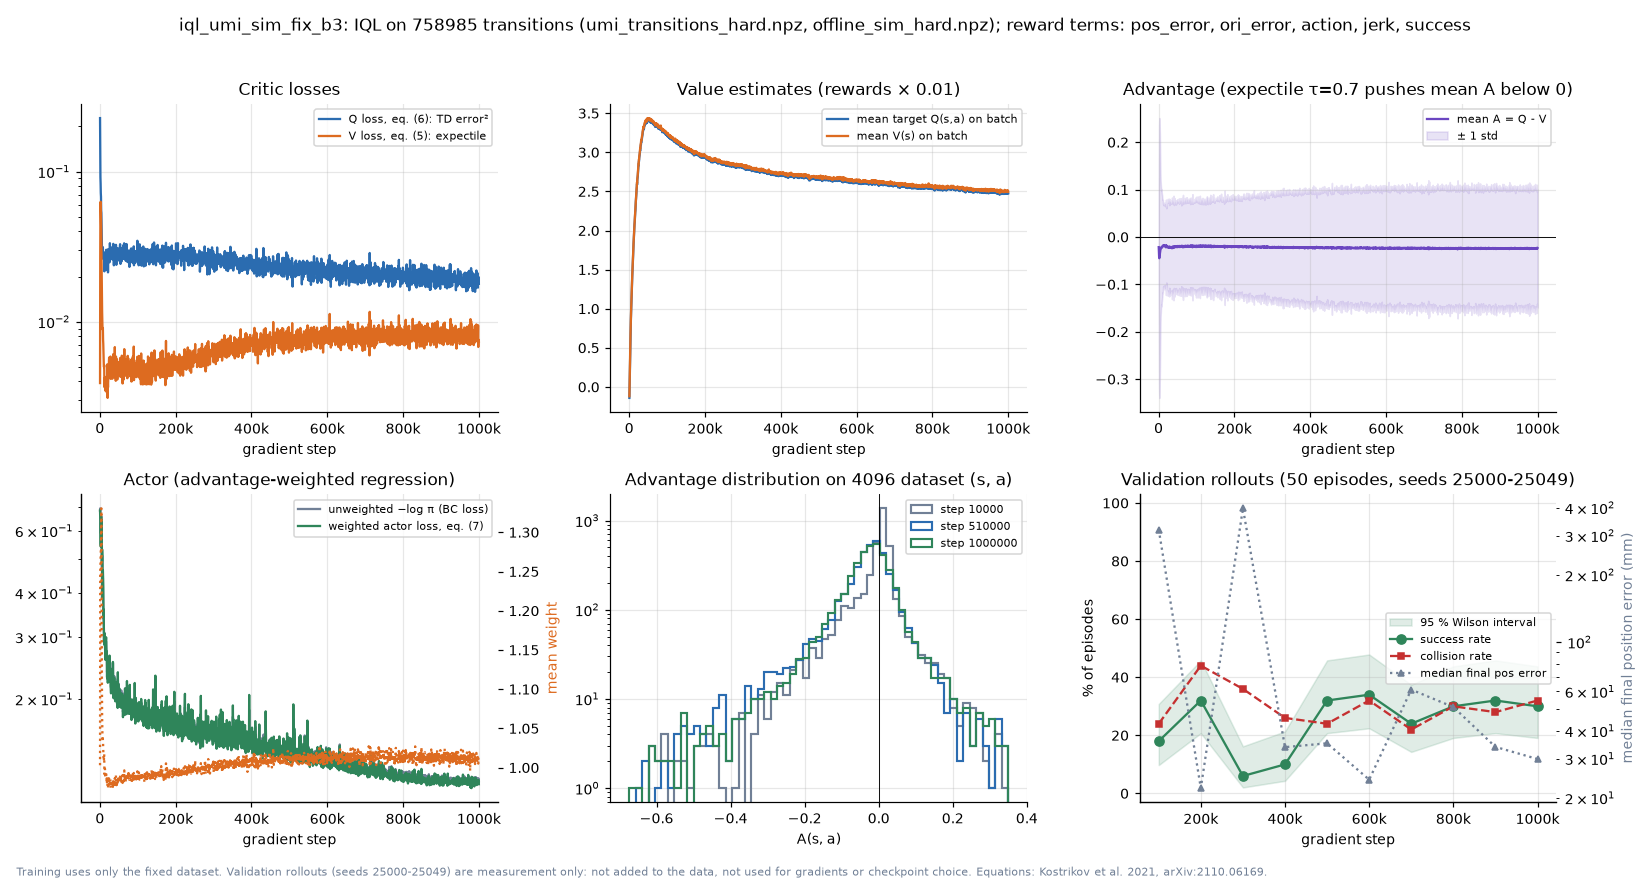 iql_umi_sim_fix_b3: IQL on 758985 transitions (umi_transitions_hard.npz, offline_sim_hard.npz); reward terms: pos_error, ori_error, action, jerk, success
Critic losses
Q loss, eq. (6): TD error²
V loss, eq. (5): expectile
10⁻¹
10⁻²
0
200k
400k
600k
800k
1000k
gradient step
Value estimates (rewards × 0.01)
mean target Q(s,a) on batch
mean V(s) on batch
3.5
3.0
2.5
2.0
1.5
1.0
0.5
0.0
0
200k
400k
600k
800k
1000k
gradient step
Advantage (expectile τ=0.7 pushes mean A below 0)
mean A = Q - V
± 1 std
0.2
0.1
0.0
−0.1
−0.2
−0.3
0
200k
400k
600k
800k
1000k
gradient step
Actor (advantage-weighted regression)
unweighted −log π (BC loss)
weighted actor loss, eq. (7)
6 × 10⁻¹
4 × 10⁻¹
3 × 10⁻¹
2 × 10⁻¹
1.30
1.25
1.20
1.15
1.10
1.05
1.00
mean weight
0
200k
400k
600k
800k
1000k
gradient step
Advantage distribution on 4096 dataset (s, a)
step 10000
step 510000
step 1000000
10³
10²
10¹
10⁰
−0.6
−0.4
−0.2
0.0
0.2
0.4
A(s, a)
Validation rollouts (50 episodes, seeds 25000-25049)
95 % Wilson interval
success rate
collision rate
median final pos error
% of episodes
100
80
60
40
20
0
4 × 10²
3 × 10²
2 × 10²
10²
6 × 10¹
4 × 10¹
3 × 10¹
2 × 10¹
median final position error (mm)
200k
400k
600k
800k
1000k
gradient step
Training uses only the fixed dataset. Validation rollouts (seeds 25000-25049) are measurement only: not added to the data, not used for gradients or checkpoint choice. Equations: Kostrikov et al. 2021, arXiv:2110.06169.